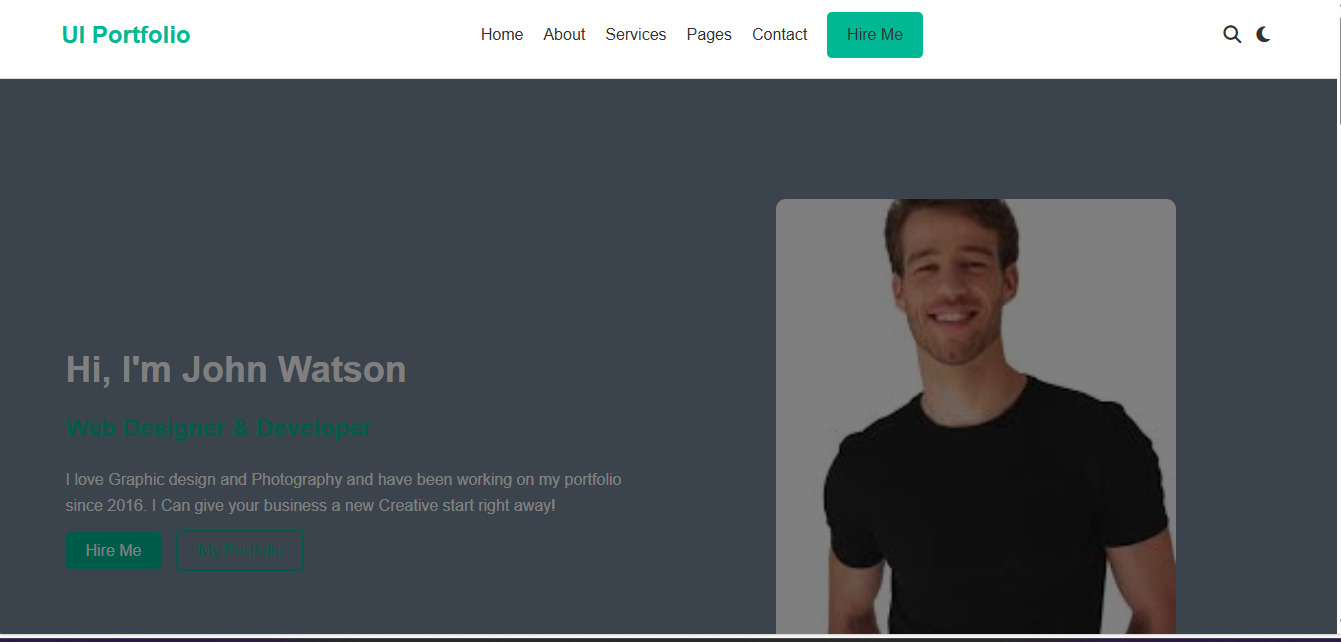 UI Portfolio
Home About Services Pages Contact Hire Me
Hi, I'm John Watson
Web Designer & Developer
I love Graphic design and Photography and have been working on my portfolio
since 2016. I Can give your business a new Creative start right away!
Hire Me My Portfolio